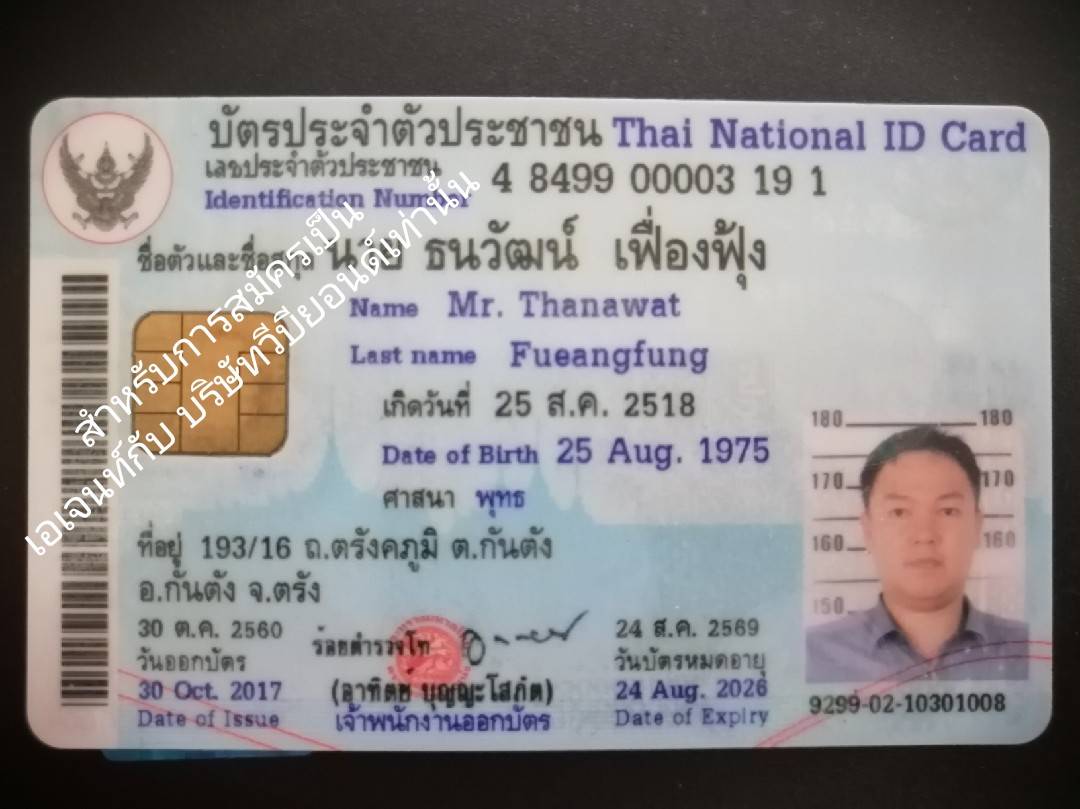 บัตรประจำตัวประชาชน Thai National ID Card
เลขประจำตัวประชาชน
Identification Number
4 8499 00003 19 1
ชื่อตัวและชื่อสกุล นาย ธนวัฒน์ เฟื่องฟุ้ง
Name Mr. Thanawat
Last name Fueangfung
เกิดวันที่ 25 ส.ค. 2518
Date of Birth 25 Aug. 1975
ศาสนา พุทธ
ที่อยู่ 193/16 ถ.ตรังคภูมิ ต.กันตัง
อ.กันตัง จ.ตรัง
30 ต.ค. 2560
วันออกบัตร
30 Oct. 2017
Date of Issue
ร้อยตำรวจโท
(อาทิตย์ บุญญะโสภัต)
เจ้าพนักงานออกบัตร
24 ส.ค. 2569
วันบัตรหมดอายุ
24 Aug. 2026
Date of Expiry
180 180
170 170
160 160
150
9299-02-10301008
สำหรับการสมัครเป็น
เอเจนท์กับ บริษัทวีบียอนด์เท่านั้น